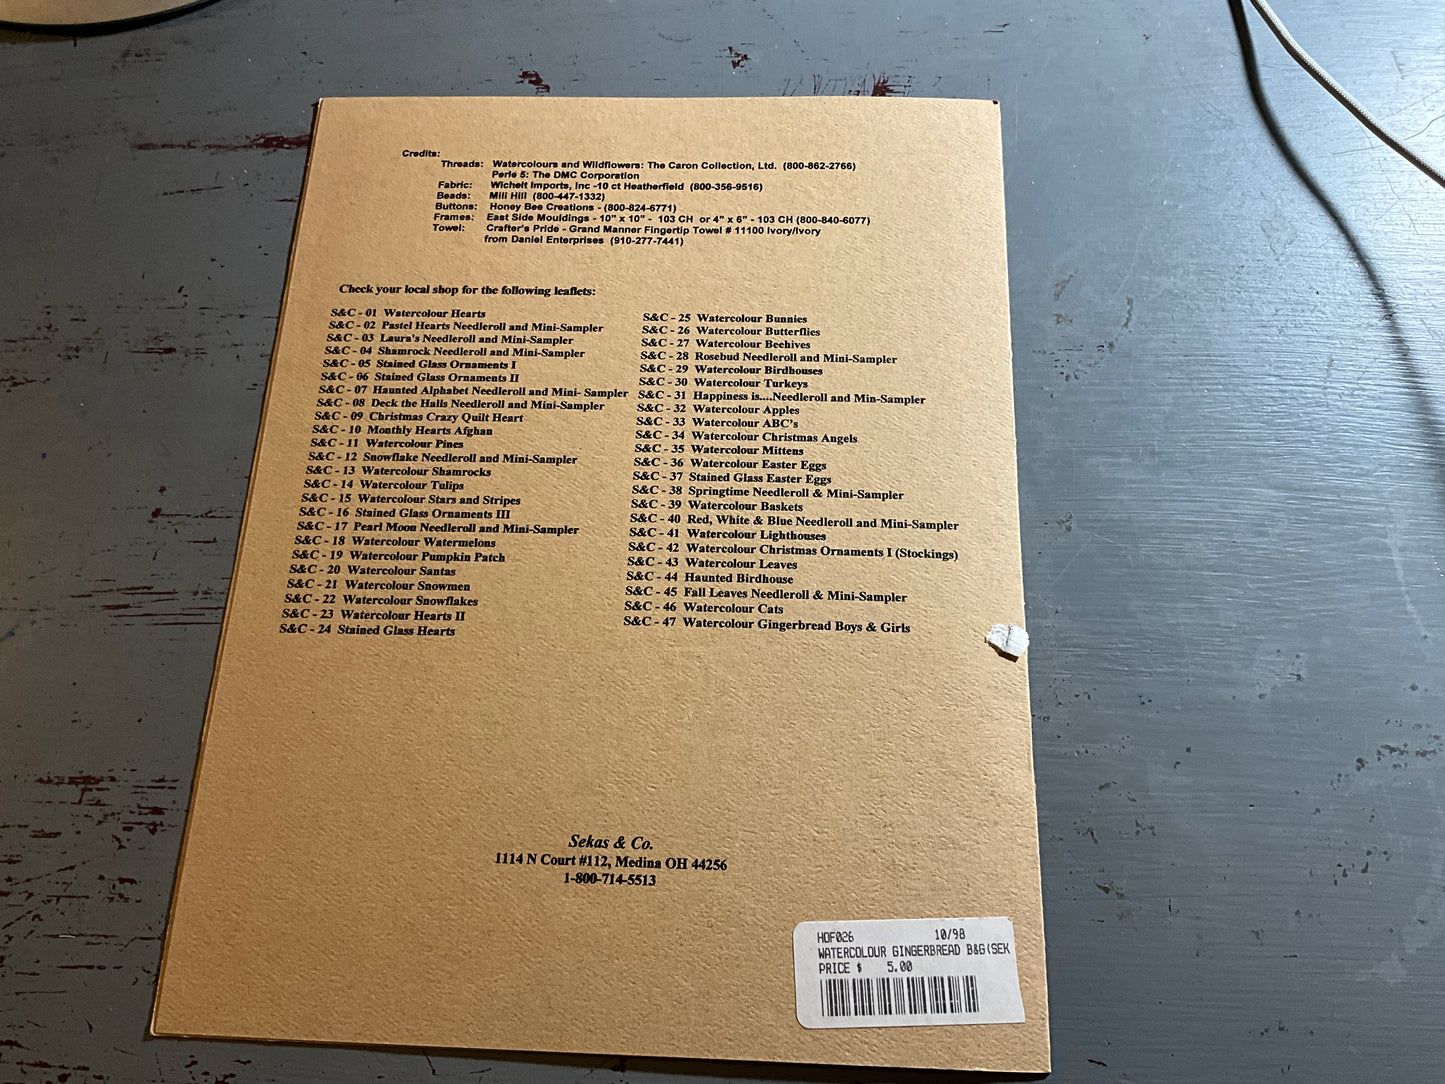 Credits:
Threads: Watercolours and Wildflowers: The Caron Collection, Ltd. (800-862-2766)
Perle 5: The DMC Corporation
Fabric: Wichelt Imports, Inc -10 ct Heatherfield (800-356-9516)
Beads: Mill Hill (800-447-1332)
Buttons: Honey Bee Creations - (800-824-6771)
Frames: East Side Mouldings - 10" x 10" - 103 CH or 4" x 6" - 103 CH (800-840-6077)
Towel: Crafter's Pride - Grand Manner Fingertip Towel # 11100 Ivory/Ivory
from Daniel Enterprises (910-277-7441)
Check your local shop for the following leaflets:
S&C - 01 Watercolour Hearts
S&C - 02 Pastel Hearts Needleroll and Mini-Sampler
S&C - 03 Laura's Needleroll and Mini-Sampler
S&C - 04 Shamrock Needleroll and Mini-Sampler
S&C - 05 Stained Glass Ornaments I
S&C - 06 Stained Glass Ornaments II
S&C - 07 Haunted Alphabet Needleroll and Mini- Sampler
S&C - 08 Deck the Halls Needleroll and Mini-Sampler
S&C - 09 Christmas Crazy Quilt Heart
S&C - 10 Monthly Hearts Afghan
S&C - 11 Watercolour Pines
S&C - 12 Snowflake Needleroll and Mini-Sampler
S&C - 13 Watercolour Shamrocks
S&C - 14 Watercolour Tulips
S&C - 15 Watercolour Stars and Stripes
S&C - 16 Stained Glass Ornaments III
S&C - 17 Pearl Moon Needleroll and Mini-Sampler
S&C - 18 Watercolour Watermelons
S&C - 19 Watercolour Pumpkin Patch
S&C - 20 Watercolour Santas
S&C - 21 Watercolour Snowmen
S&C - 22 Watercolour Snowflakes
S&C - 23 Watercolour Hearts II
S&C - 24 Stained Glass Hearts
S&C - 25 Watercolour Bunnies
S&C - 26 Watercolour Butterflies
S&C - 27 Watercolour Beehives
S&C - 28 Rosebud Needleroll and Mini-Sampler
S&C - 29 Watercolour Birdhouses
S&C - 30 Watercolour Turkeys
S&C - 31 Happiness is....Needleroll and Min-Sampler
S&C - 32 Watercolour Apples
S&C - 33 Watercolour ABC's
S&C - 34 Watercolour Christmas Angels
S&C - 35 Watercolour Mittens
S&C - 36 Watercolour Easter Eggs
S&C - 37 Stained Glass Easter Eggs
S&C - 38 Springtime Needleroll & Mini-Sampler
S&C - 39 Watercolour Baskets
S&C - 40 Red, White & Blue Needleroll and Mini-Sampler
S&C - 41 Watercolour Lighthouses
S&C - 42 Watercolour Christmas Ornaments I (Stockings)
S&C - 43 Watercolour Leaves
S&C - 44 Haunted Birdhouse
S&C - 45 Fall Leaves Needleroll & Mini-Sampler
S&C - 46 Watercolour Cats
S&C - 47 Watercolour Gingerbread Boys & Girls
Sekas & Co.
1114 N Court #112, Medina OH 44256
1-800-714-5513
HOF026 10/98
WATERCOLOUR GINGERBREAD B&G(SEK
PRICE $ 5.00